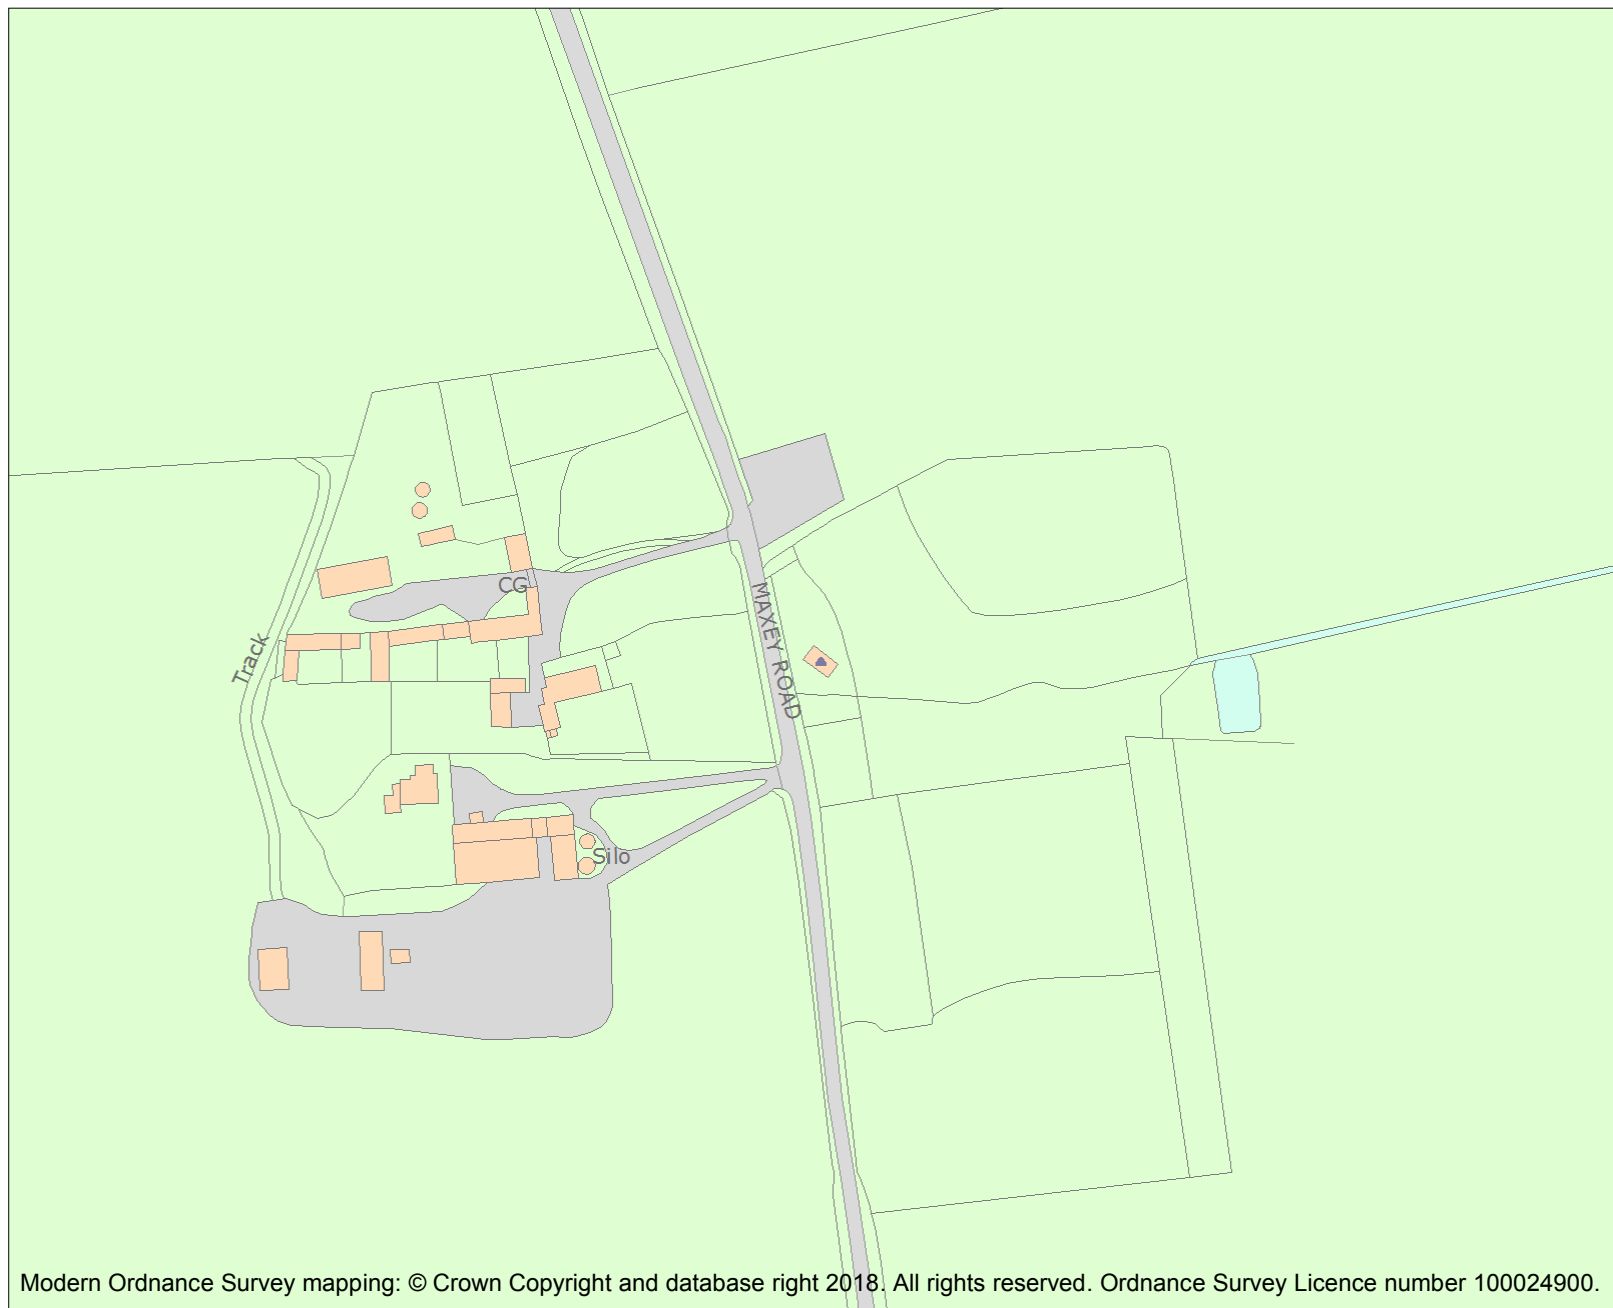 CG
MAXEY ROAD
Track
Silo
Modern Ordnance Survey mapping: © Crown Copyright and database right 2018. All rights reserved. Ordnance Survey Licence number 100024900.